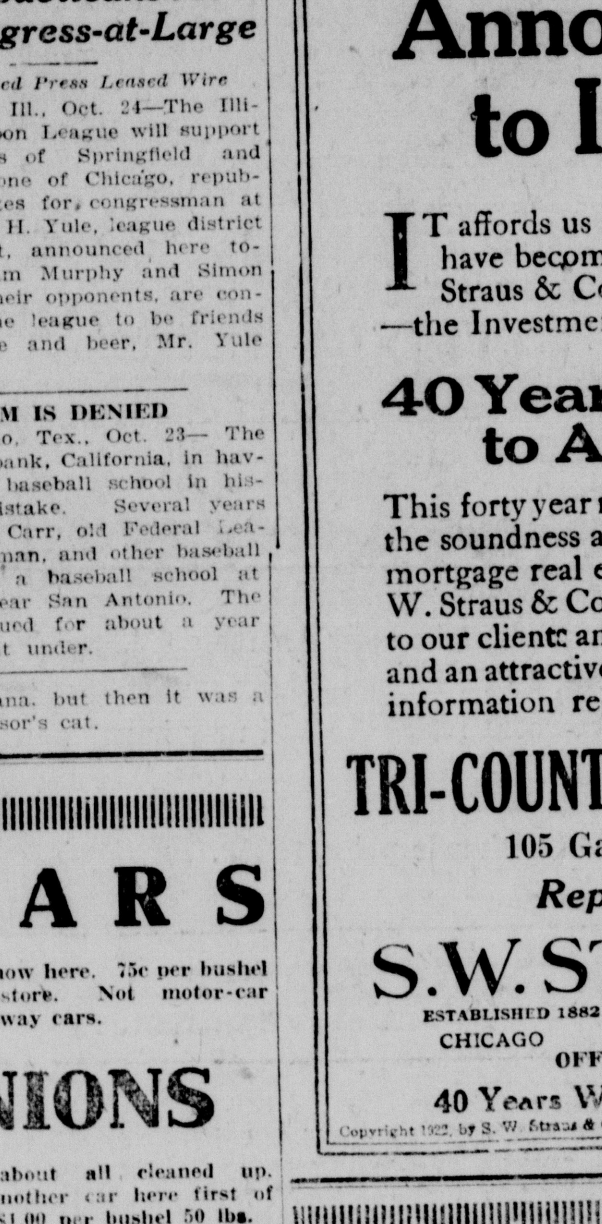 gress-at-Large
ed Press Leased Wire
Ill., Oct. 24—The Illi-
on League will support
s of Springfield and
one of Chicago, repub-
es for congressman at
H. Yule, league district
t, announced here to-
m Murphy and Simon
eir opponents, are con-
e league to be friends
e and beer, Mr. Yule
M IS DENIED
o, Tex., Oct. 23— The
bank, California, in hav-
baseball school in his-
istake. Several years
Carr, old Federal Lea-
man, and other baseball
a baseball school at
ear San Antonio. The
ued for about a year
t under.
ana, but then it was a
sor's cat.
ARS
now here. 75c per bushel
store. Not motor-car
way cars.
NIONS
about all cleaned up.
nother car here first of
$1.00 per bushel 50 lbs.
Anno
to I
IT affords us
have becom
Straus & Co
—the Investme
40 Year
to A
This forty year r
the soundness a
mortgage real e
W. Straus & Co
to our clients an
and an attractive
information re
TRI-COUNT
105 Ga
Rep
S.W. ST
ESTABLISHED 1882
CHICAGO
OFF
40 Years W
Copyright 1922, by S. W. Straus &